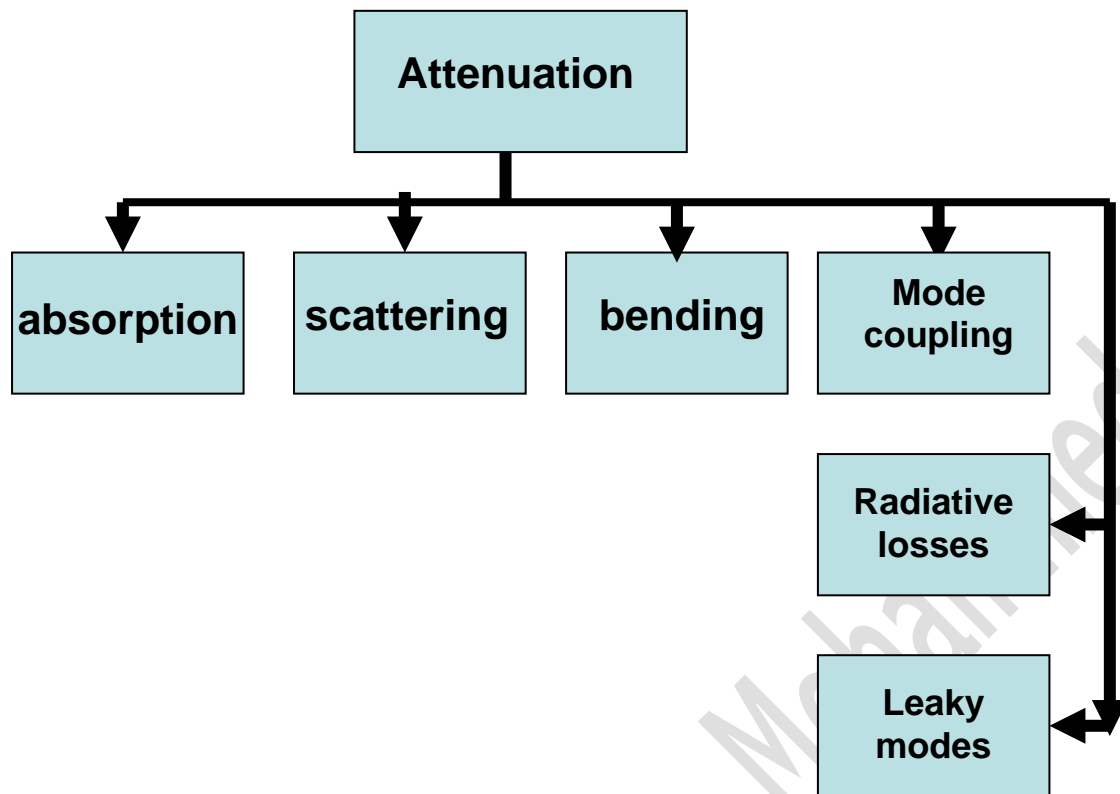 Attenuation
absorption
scattering
bending
Mode
coupling
Radiative
losses
Leaky
modes